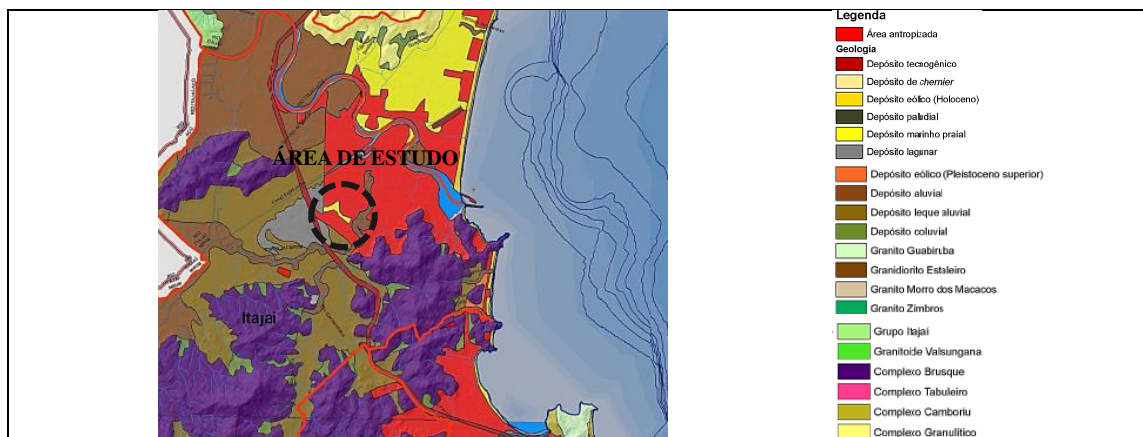 ÁREA DE ESTUDO
Itajaí
Legenda
Área antropizada
Geologia
Depósito tecnogênico
Depósito de chernier
Depósito eólico (Holoceno)
Depósito paludial
Depósito marinho praial
Depósito lagunar
Depósito eólico (Pleistoceno superior)
Depósito aluvial
Depósito leque aluvial
Depósito coluvial
Granito Guabiruba
Granidiorito Estaleiro
Granito Morro dos Macacos
Granito Zimbros
Grupo Itajaí
Granitoide Valsungana
Complexo Brusque
Complexo Tabuleiro
Complexo Camboriu
Complexo Granulítico